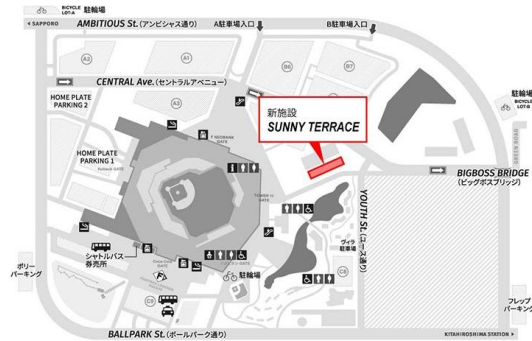 駐輪場
BICYCLE
LOT-A
◀ SAPPORO
AMBITIOUS St.(アンビシャス通り)
A駐車場入口
B駐車場入口
A2
A1
B6
B7
CENTRAL Ave.(セントラルアベニュー)
HOME PLATE
PARKING 2
A3
新施設
SUNNY TERRACE
駐輪場
BICYCLE
LOT-B
GREEN ROAD
HOME PLATE
PARKING 1
BIGBOSS BRIDGE
(ビッグボスブリッジ)
YOUTH St.(ユース通り)
TOWER 11
GATE
シャトルバス
券売所
ヴィラ
駐車場
C8
ポリー
パーキング
駐輪場
フレップ
パーキング
BALLPARK St.(ボールパーク通り)
KITAHIROSHIMA STATION ▶